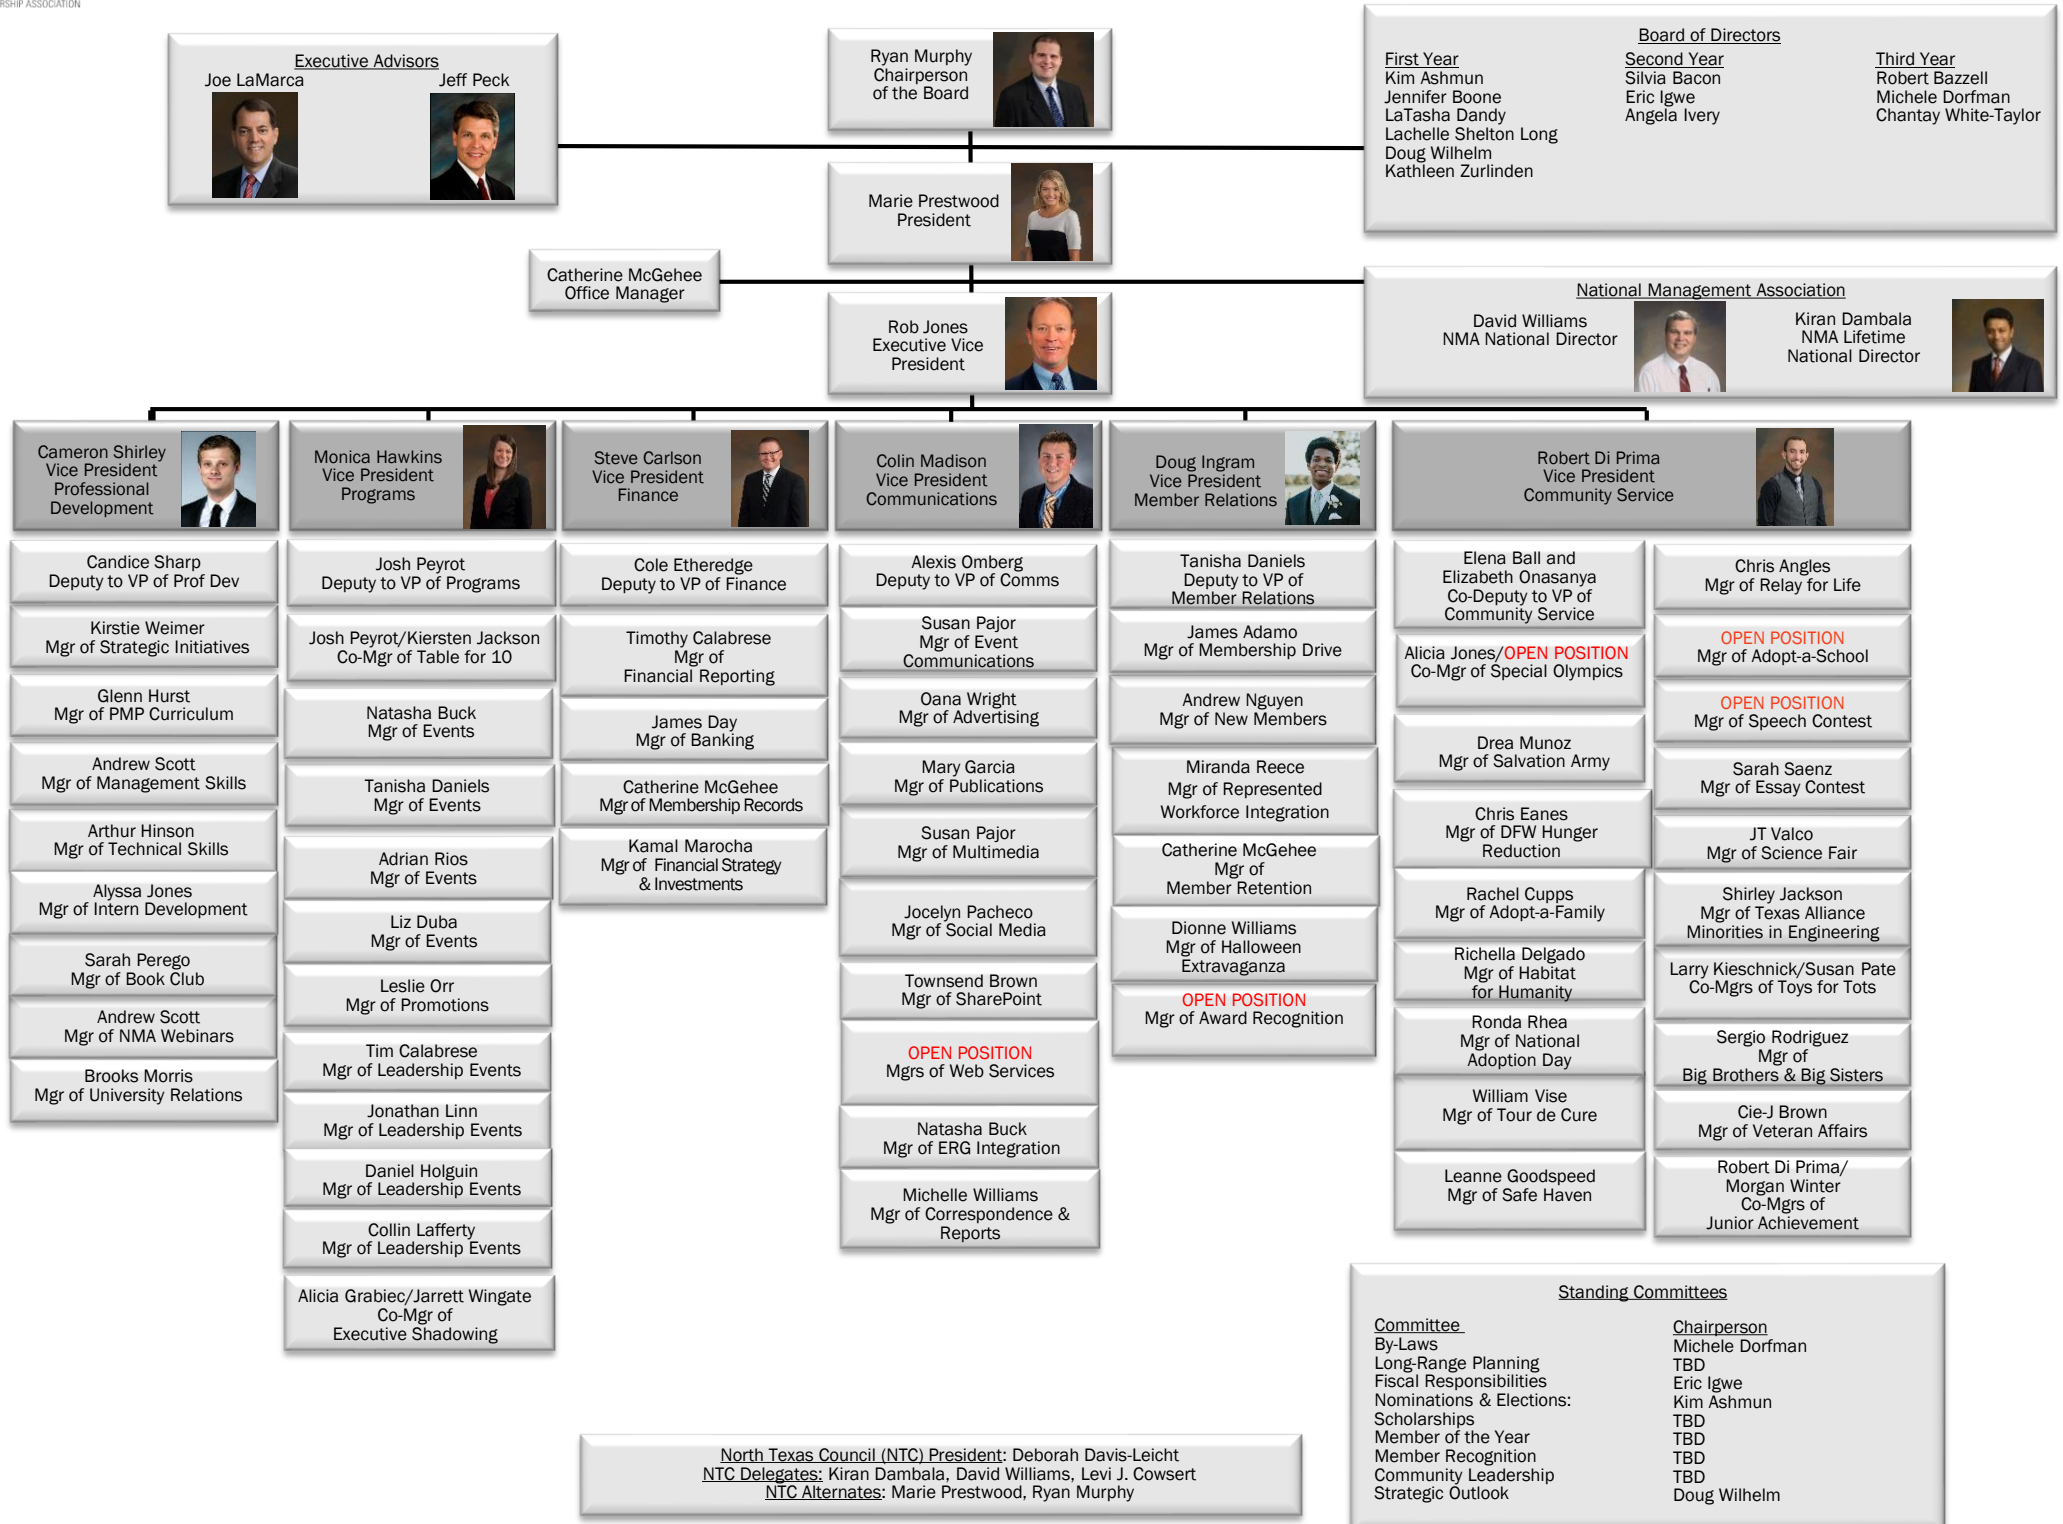 RSHIP ASSOCIATION
Executive Advisors
Joe LaMarca
Jeff Peck
Ryan Murphy
Chairperson
of the Board
Board of Directors
First Year
Kim Ashmun
Jennifer Boone
LaTasha Dandy
Lachelle Shelton Long
Doug Wilhelm
Kathleen Zurlinden
Second Year
Silvia Bacon
Eric Igwe
Angela Ivery
Third Year
Robert Bazzell
Michele Dorfman
Chantay White-Taylor
Marie Prestwood
President
Catherine McGehee
Office Manager
National Management Association
David Williams
NMA National Director
Kiran Dambala
NMA Lifetime
National Director
Rob Jones
Executive Vice
President
Cameron Shirley
Vice President
Professional
Development
Candice Sharp
Deputy to VP of Prof Dev
Kirstie Weimer
Mgr of Strategic Initiatives
Glenn Hurst
Mgr of PMP Curriculum
Andrew Scott
Mgr of Management Skills
Arthur Hinson
Mgr of Technical Skills
Alyssa Jones
Mgr of Intern Development
Sarah Perego
Mgr of Book Club
Andrew Scott
Mgr of NMA Webinars
Brooks Morris
Mgr of University Relations
Monica Hawkins
Vice President
Programs
Josh Peyrot
Deputy to VP of Programs
Josh Peyrot/Kiersten Jackson
Co-Mgr of Table for 10
Natasha Buck
Mgr of Events
Tanisha Daniels
Mgr of Events
Adrian Rios
Mgr of Events
Liz Duba
Mgr of Events
Leslie Orr
Mgr of Promotions
Tim Calabrese
Mgr of Leadership Events
Jonathan Linn
Mgr of Leadership Events
Daniel Holguin
Mgr of Leadership Events
Collin Lafferty
Mgr of Leadership Events
Alicia Grabiec/Jarrett Wingate
Co-Mgr of
Executive Shadowing
Steve Carlson
Vice President
Finance
Cole Etheredge
Deputy to VP of Finance
Timothy Calabrese
Mgr of
Financial Reporting
James Day
Mgr of Banking
Catherine McGehee
Mgr of Membership Records
Kamal Marocha
Mgr of Financial Strategy
& Investments
Colin Madison
Vice President
Communications
Alexis Omberg
Deputy to VP of Comms
Susan Pajor
Mgr of Event
Communications
Oana Wright
Mgr of Advertising
Mary Garcia
Mgr of Publications
Susan Pajor
Mgr of Multimedia
Jocelyn Pacheco
Mgr of Social Media
Townsend Brown
Mgr of SharePoint
OPEN POSITION
Mgrs of Web Services
Natasha Buck
Mgr of ERG Integration
Michelle Williams
Mgr of Correspondence &
Reports
Doug Ingram
Vice President
Member Relations
Tanisha Daniels
Deputy to VP of
Member Relations
James Adamo
Mgr of Membership Drive
Andrew Nguyen
Mgr of New Members
Miranda Reece
Mgr of Represented
Workforce Integration
Catherine McGehee
Mgr of
Member Retention
Dionne Williams
Mgr of Halloween
Extravaganza
OPEN POSITION
Mgr of Award Recognition
Robert Di Prima
Vice President
Community Service
Elena Ball and
Elizabeth Onasanya
Co-Deputy to VP of
Community Service
Alicia Jones/OPEN POSITION
Co-Mgr of Special Olympics
Drea Munoz
Mgr of Salvation Army
Chris Eanes
Mgr of DFW Hunger
Reduction
Rachel Cupps
Mgr of Adopt-a-Family
Richella Delgado
Mgr of Habitat
for Humanity
Ronda Rhea
Mgr of National
Adoption Day
William Vise
Mgr of Tour de Cure
Leanne Goodspeed
Mgr of Safe Haven
Chris Angles
Mgr of Relay for Life
OPEN POSITION
Mgr of Adopt-a-School
OPEN POSITION
Mgr of Speech Contest
Sarah Saenz
Mgr of Essay Contest
JT Valco
Mgr of Science Fair
Shirley Jackson
Mgr of Texas Alliance
Minorities in Engineering
Larry Kieschnick/Susan Pate
Co-Mgrs of Toys for Tots
Sergio Rodriguez
Mgr of
Big Brothers & Big Sisters
Cie-J Brown
Mgr of Veteran Affairs
Robert Di Prima/
Morgan Winter
Co-Mgrs of
Junior Achievement
Standing Committees
Committee Chairperson
By-Laws Michele Dorfman
Long-Range Planning TBD
Fiscal Responsibilities Eric Igwe
Nominations & Elections: Kim Ashmun
Scholarships TBD
Member of the Year TBD
Member Recognition TBD
Community Leadership TBD
Strategic Outlook Doug Wilhelm
North Texas Council (NTC) President: Deborah Davis-Leicht
NTC Delegates: Kiran Dambala, David Williams, Levi J. Cowsert
NTC Alternates: Marie Prestwood, Ryan Murphy